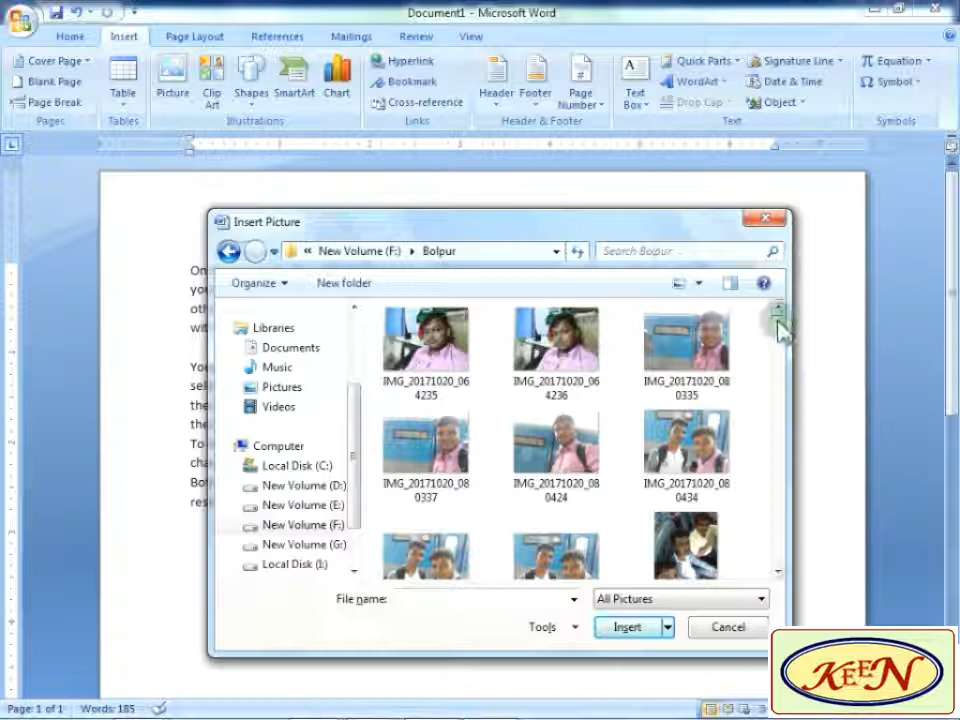 Document1 - Microsoft Word
Home Insert Page Layout References Mailings Review View
Cover Page
Blank Page
Page Break
Pages
Table
Tables
Picture
Clip Art
Shapes
SmartArt
Chart
Illustrations
Hyperlink
Bookmark
Cross-reference
Links
Header
Footer
Page Number
Header & Footer
Text Box
Quick Parts
WordArt
Drop Cap
Signature Line
Date & Time
Object
Text
Equation
Symbol
Symbols
Insert Picture
« New Volume (F:) Bolpur
Search Bolpur
Organize
New folder
Libraries
Documents
Music
Pictures
Videos
Computer
Local Disk (C:)
New Volume (D:)
New Volume (E:)
New Volume (F:)
New Volume (G:)
Local Disk (I:)
IMG_20171020_06
4235
IMG_20171020_06
4236
IMG_20171020_08
0335
IMG_20171020_08
0337
IMG_20171020_08
0424
IMG_20171020_08
0434
File name:
All Pictures
Tools
Insert
Cancel
To
KEEN
Page: 1 of 1
Words: 185